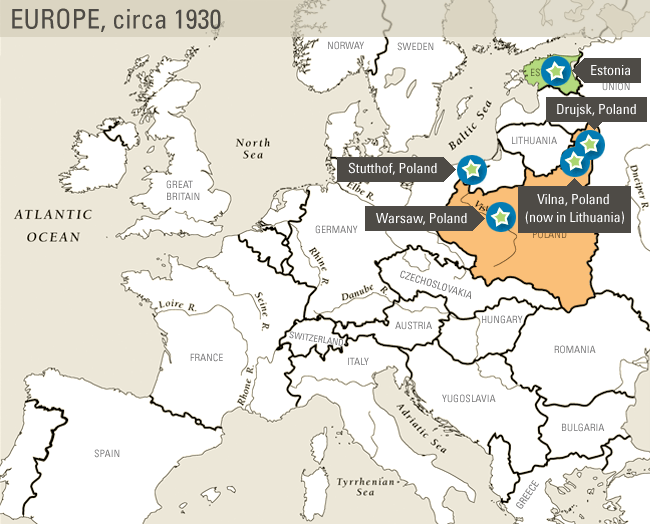 EUROPE, circa 1930
NORWAY
SWEDEN
ES
Estonia
UNION
Drujsk, Poland
Baltic Sea
North
Sea
LITHUANIA
Stutthof, Poland
Dnieper R.
GREAT
BRITAIN
Elbe R.
Vilna, Poland
(now in Lithuania)
ATLANTIC
OCEAN
Warsaw, Poland
Vis
GERMANY
POLAND
Rhine R.
CZECHOSLOVAKIA
Loire R.
Seine R.
Danube R.
AUSTRIA
HUNGARY
SWITZERLAND
ROMANIA
FRANCE
ITALY
Rhone R.
YUGOSLAVIA
Adriatic Sea
BULGARIA
SPAIN
Tyrrhenian
Sea
GREECE